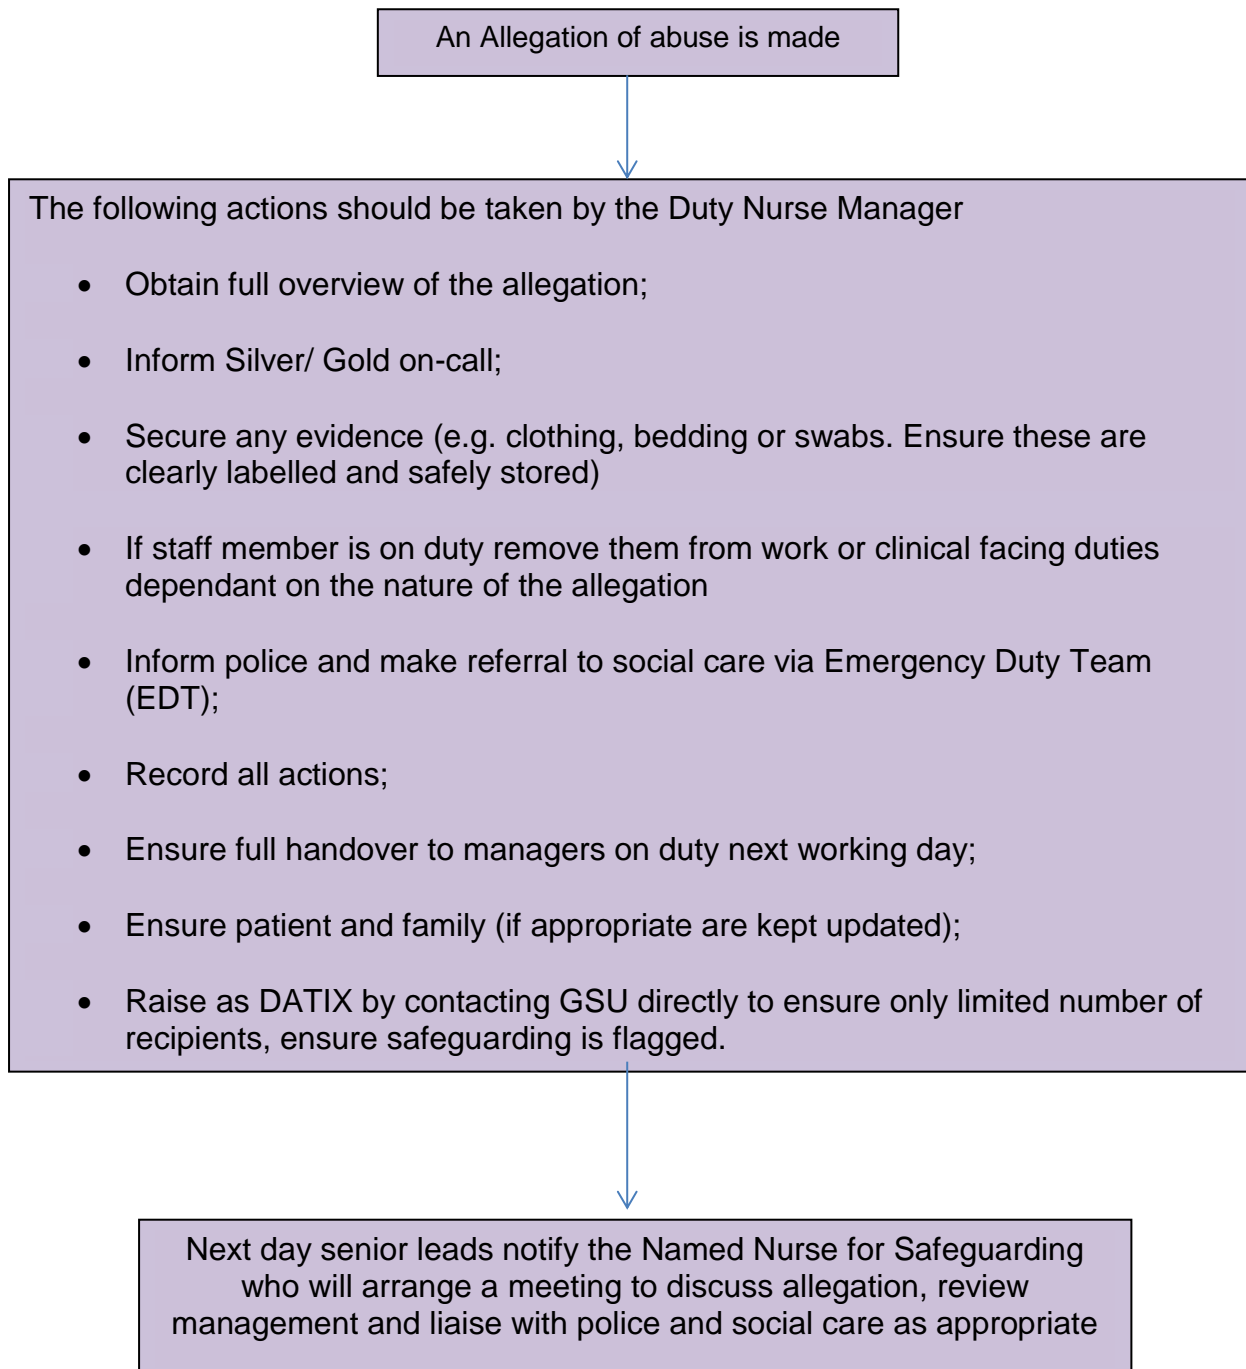 An Allegation of abuse is made
The following actions should be taken by the Duty Nurse Manager
• Obtain full overview of the allegation;
• Inform Silver/ Gold on-call;
• Secure any evidence (e.g. clothing, bedding or swabs. Ensure these are
clearly labelled and safely stored)
• If staff member is on duty remove them from work or clinical facing duties
dependant on the nature of the allegation
• Inform police and make referral to social care via Emergency Duty Team
(EDT);
• Record all actions;
• Ensure full handover to managers on duty next working day;
• Ensure patient and family (if appropriate are kept updated);
• Raise as DATIX by contacting GSU directly to ensure only limited number of
recipients, ensure safeguarding is flagged.
Next day senior leads notify the Named Nurse for Safeguarding
who will arrange a meeting to discuss allegation, review
management and liaise with police and social care as appropriate